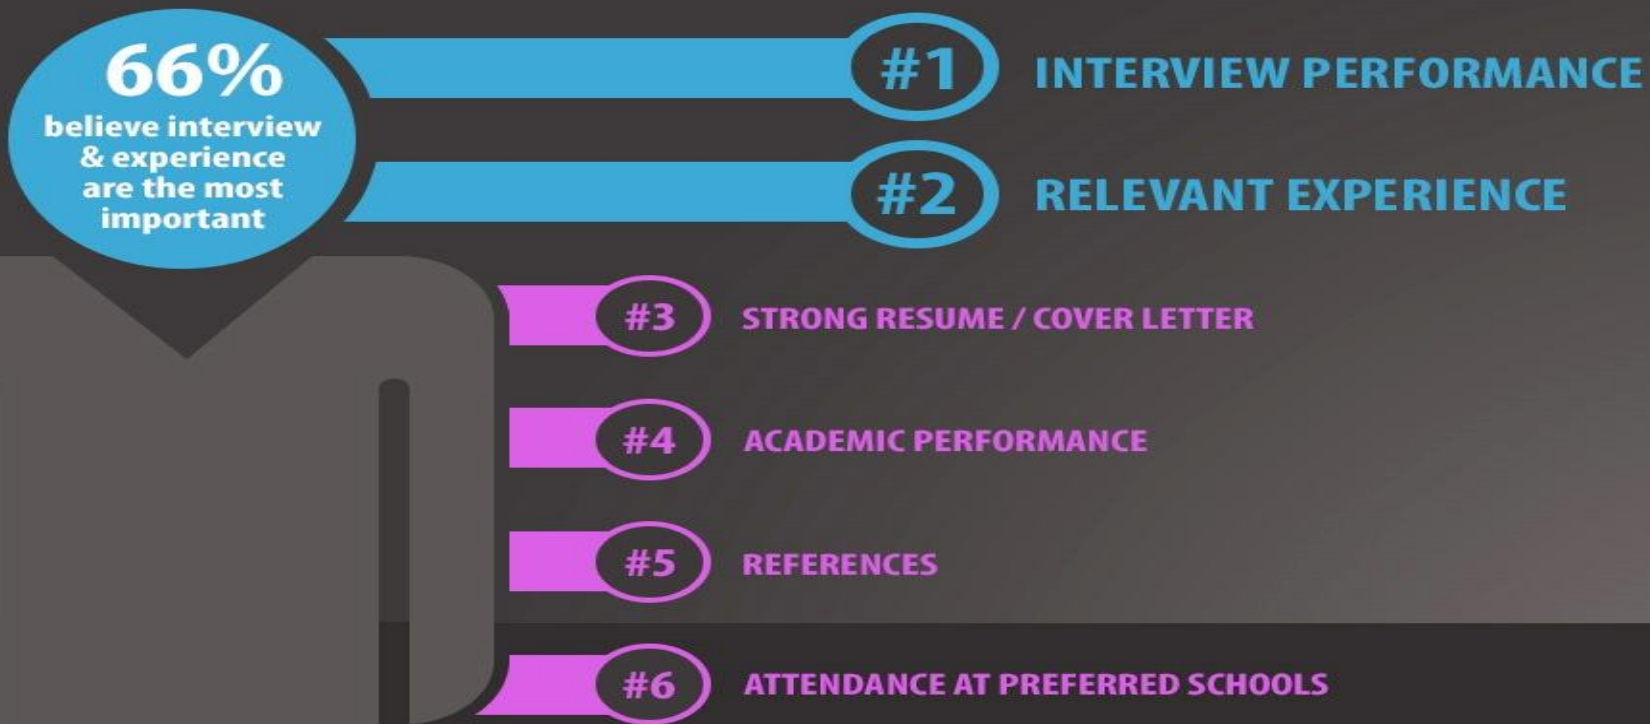 66%
believe interview
& experience
are the most
important
#1 INTERVIEW PERFORMANCE
#2 RELEVANT EXPERIENCE
#3 STRONG RESUME / COVER LETTER
#4 ACADEMIC PERFORMANCE
#5 REFERENCES
#6 ATTENDANCE AT PREFERRED SCHOOLS